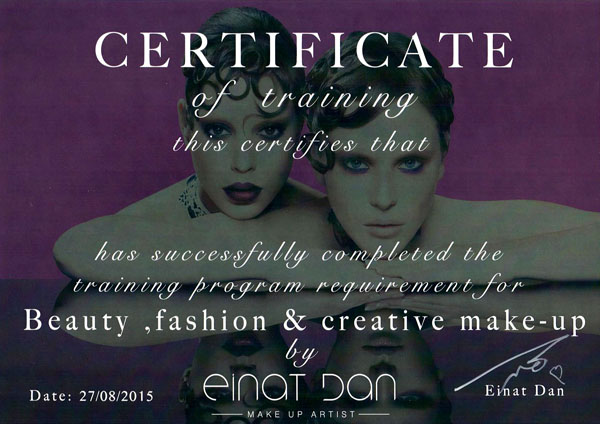 CERTIFICATE
of training
this certifies that
has successfully completed the
training program requirement for
Beauty ,fashion & creative make-up
by
einat Dan
MAKE UP ARTIST
Date: 27/08/2015
Einat Dan